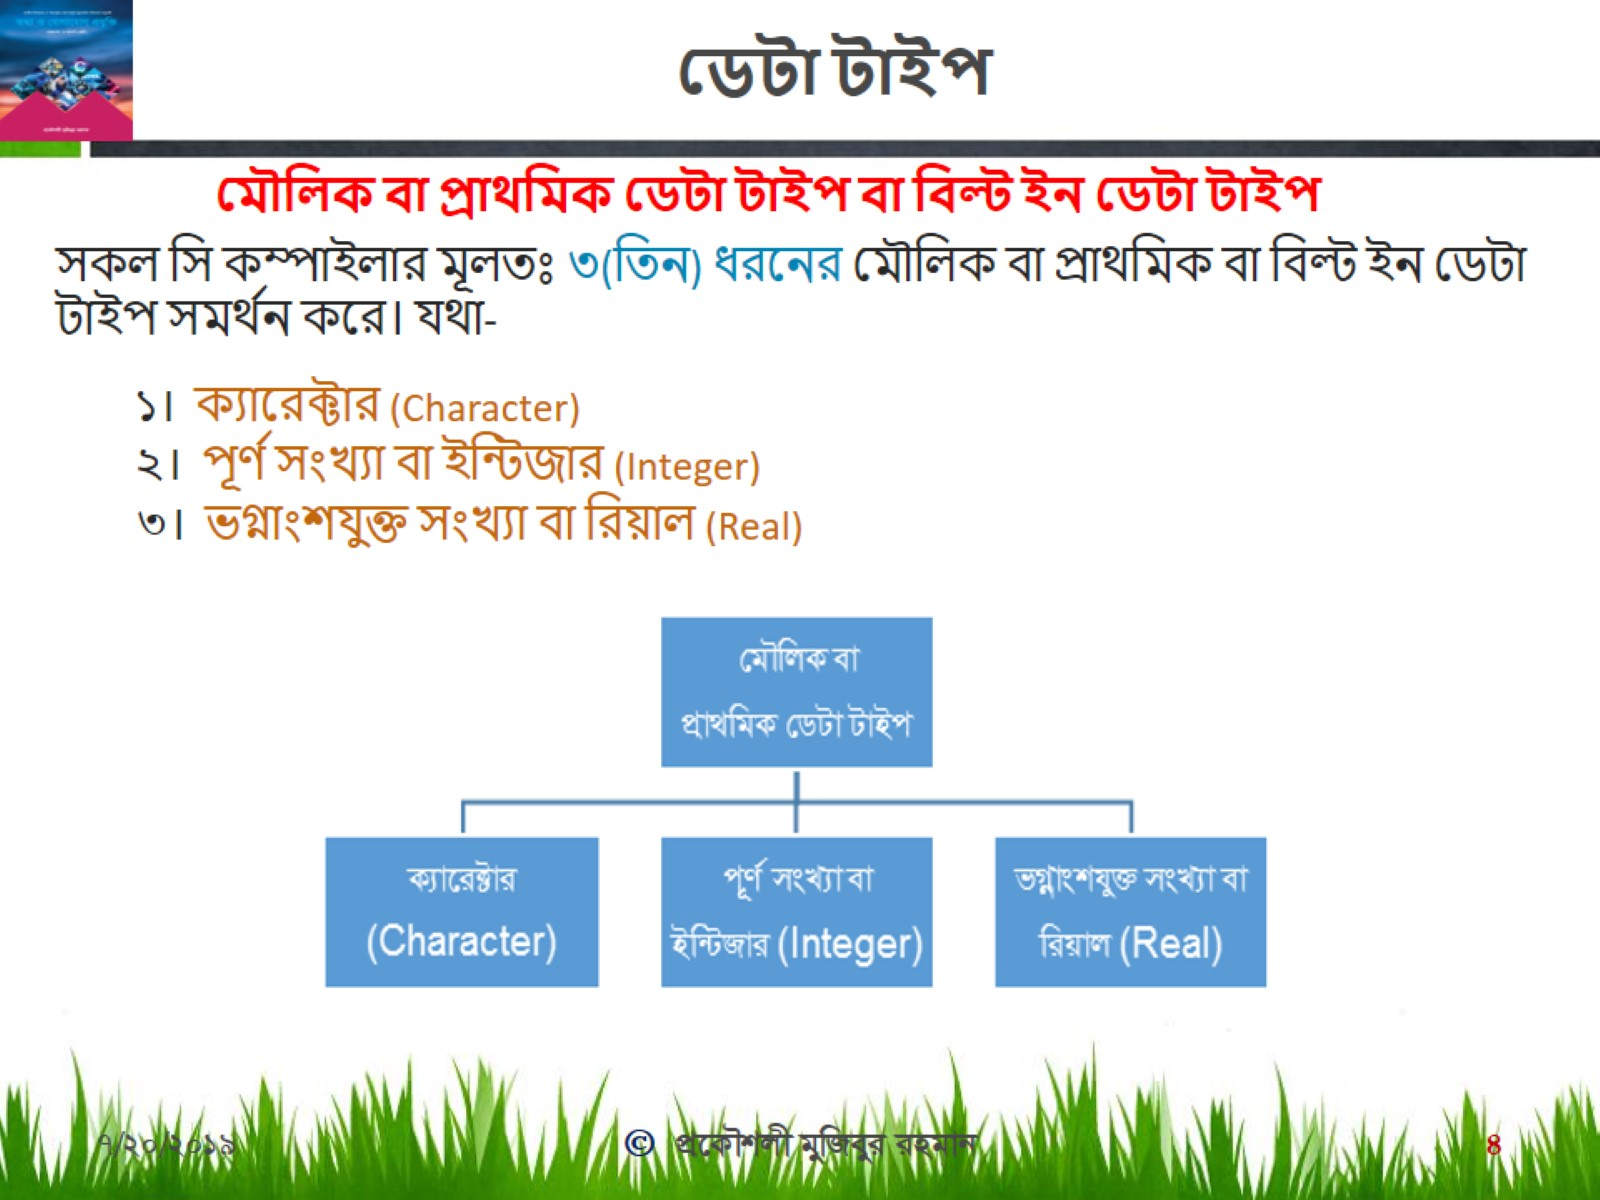 তথ্য ও যোগাযোগ প্রযুক্তি
ডেটা টাইপ
মৌলিক বা প্রাথমিক ডেটা টাইপ বা বিল্ট ইন ডেটা টাইপ
সকল সি কম্পাইলার মূলতঃ ৩(তিন) ধরনের মৌলিক বা প্রাথমিক বা বিল্ট ইন ডেটা
টাইপ সমর্থন করে। যথা-
১। ক্যারেক্টার (Character)
২। পূর্ণ সংখ্যা বা ইন্টিজার (Integer)
৩। ভগ্নাংশযুক্ত সংখ্যা বা রিয়াল (Real)
মৌলিক বা
প্রাথমিক ডেটা টাইপ
ক্যারেক্টার
(Character)
পূর্ণ সংখ্যা বা
ইন্টিজার (Integer)
ভগ্নাংশযুক্ত সংখ্যা বা
রিয়াল (Real)
৭/২০/২০১৯
© প্রকৌশলী মুজিবুর রহমান
৪